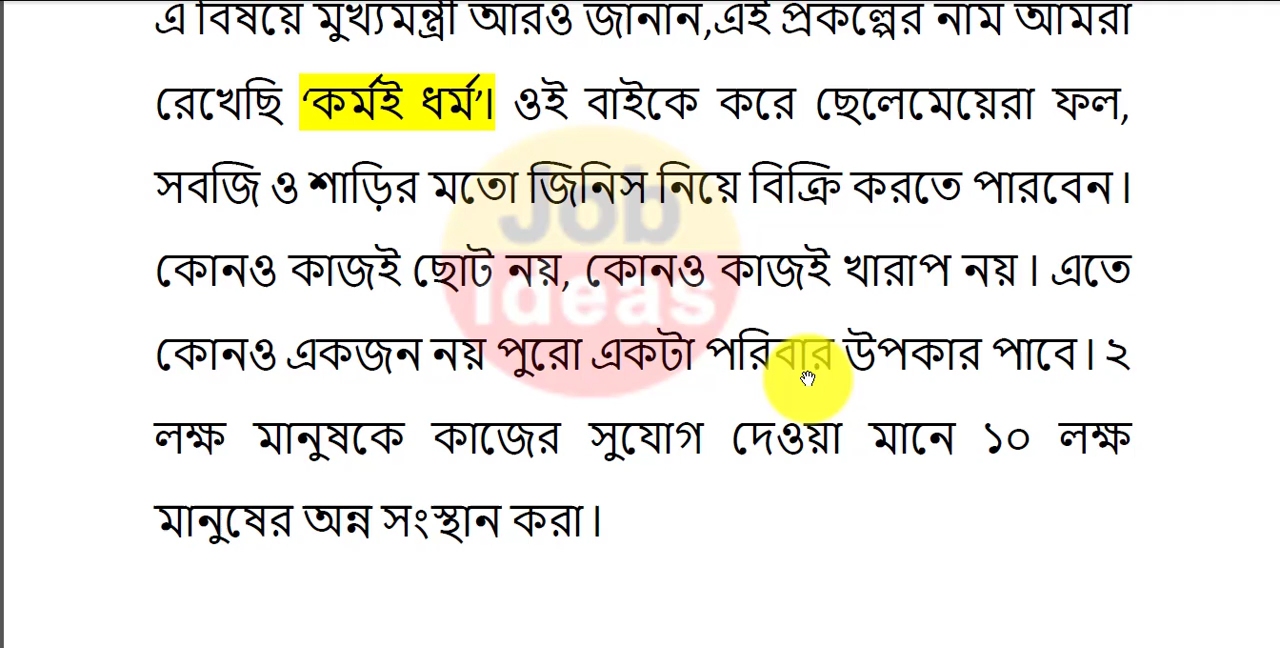 এ বিষয়ে মুখ্যমন্ত্রী আরও জানান,এই প্রকল্পের নাম আমরা
রেখেছি ‘কর্মই ধর্ম’। ওই বাইকে করে ছেলেমেয়েরা ফল,
সবজি ও শাড়ির মতো জিনিস নিয়ে বিক্রি করতে পারবেন।
Job
কোনও কাজই ছোট নয়, কোনও কাজই খারাপ নয়। এতে
Ideas
কোনও একজন নয় পুরো একটা পরিবার উপকার পাবে। ২
লক্ষ মানুষকে কাজের সুযোগ দেওয়া মানে ১০ লক্ষ
মানুষের অন্ন সংস্থান করা।